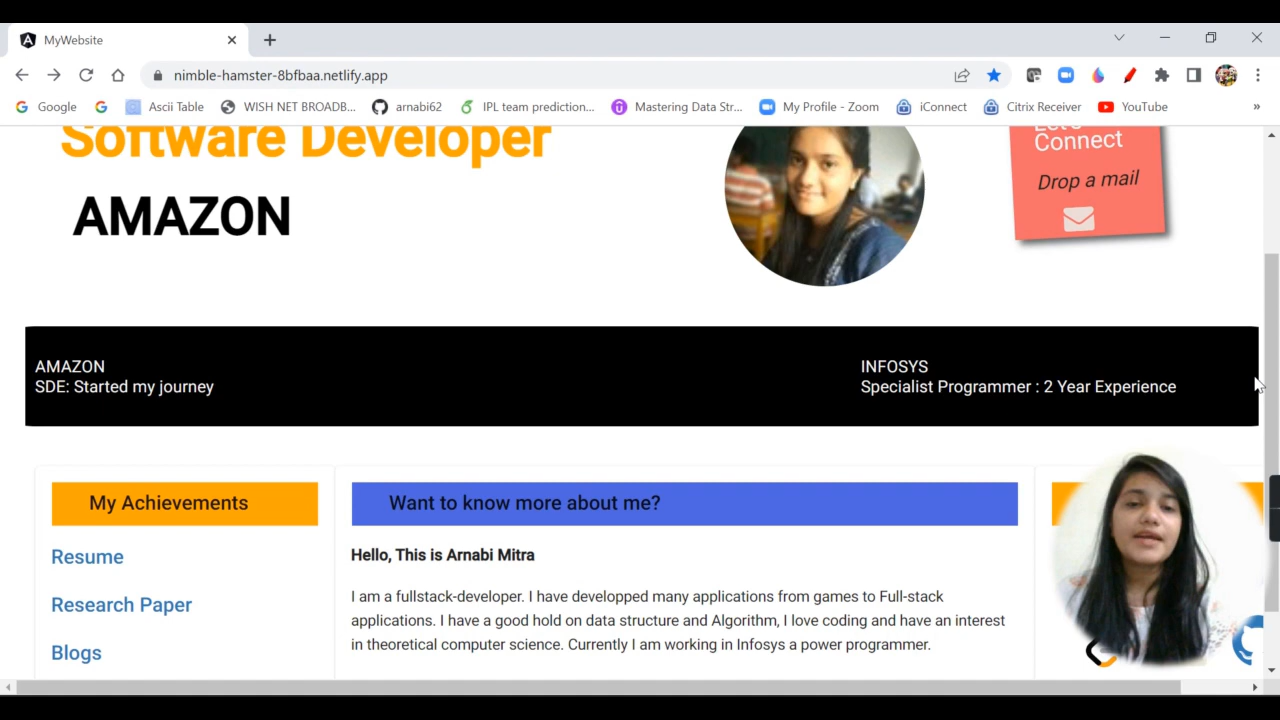 MyWebsite
nimble-hamster-8bfbaa.netlify.app
Google
Ascii Table
WISH NET BROADB...
arnabi62
IPL team prediction...
Mastering Data Str...
My Profile - Zoom
iConnect
Citrix Receiver
YouTube
»
Software Developer
AMAZON
Let's
Connect
Drop a mail
AMAZON
SDE: Started my journey
INFOSYS
Specialist Programmer : 2 Year Experience
My Achievements
Resume
Research Paper
Blogs
Want to know more about me?
Hello, This is Arnabi Mitra
I am a fullstack-developer. I have developped many applications from games to Full-stack
applications. I have a good hold on data structure and Algorithm, I love coding and have an interest
in theoretical computer science. Currently I am working in Infosys a power programmer.